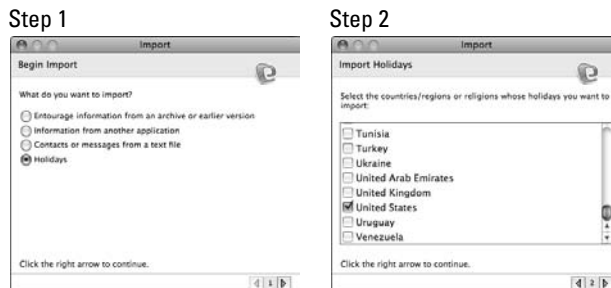 Step 1
Import
Begin Import
What do you want to import?
Entourage information from an archive or earlier version
Information from another application
Contacts or messages from a text file
Holidays
Click the right arrow to continue.
1
Step 2
Import
Import Holidays
Select the countries/regions or religions whose holidays you want to
import:
Tunisia
Turkey
Ukraine
United Arab Emirates
United Kingdom
United States
Uruguay
Venezuela
Click the right arrow to continue.
2